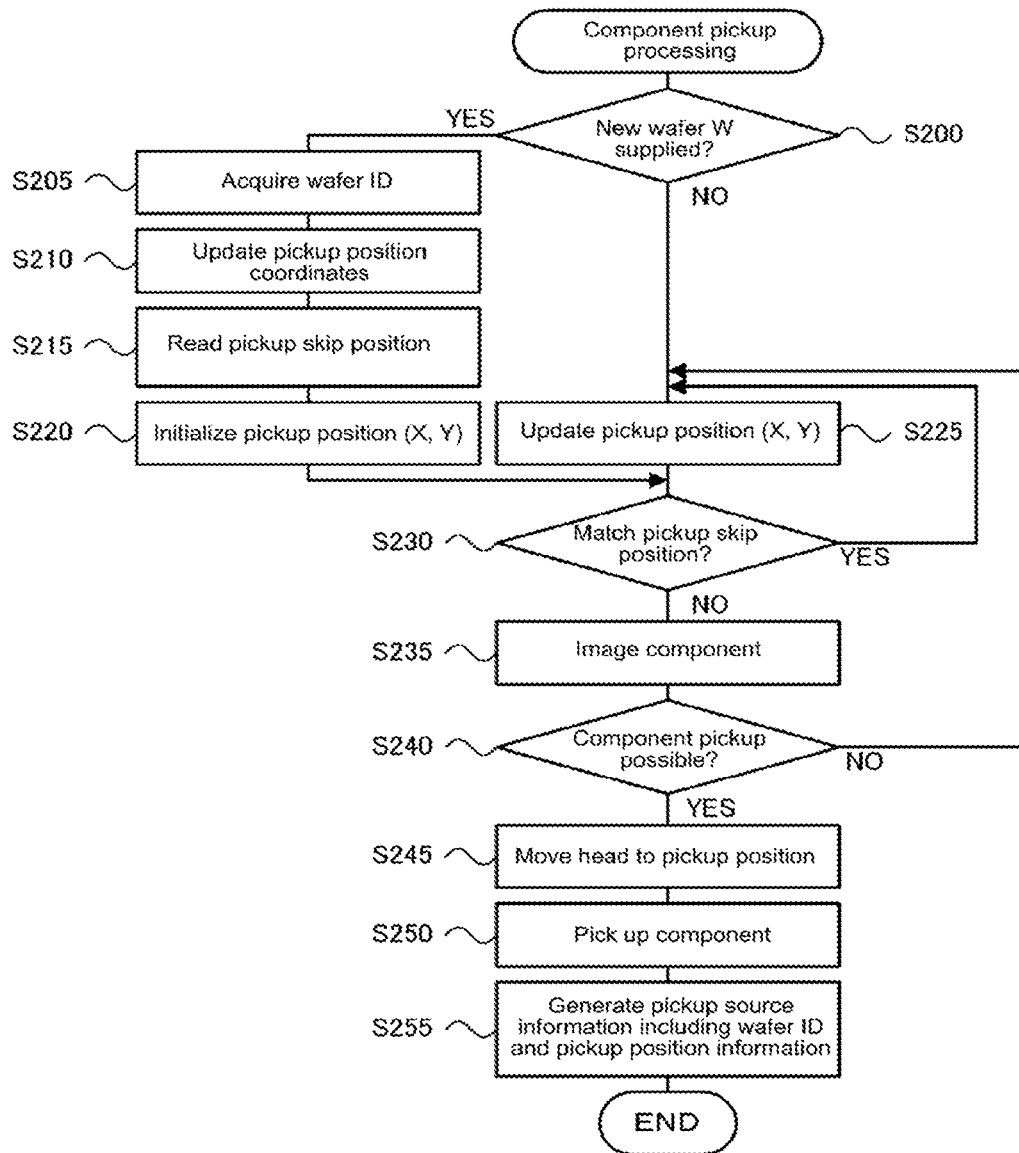 Component pickup
processing
YES
New wafer W
supplied?
S200
NO
S205
Acquire wafer ID
S210
Update pickup position
coordinates
S215
Read pickup skip position
S220
Initialize pickup position (X, Y)
Update pickup position (X, Y)
S225
S230
Match pickup skip
position?
YES
NO
S235
Image component
S240
Component pickup
possible?
NO
YES
S245
Move head to pickup position
S250
Pick up component
S255
Generate pickup source
information including wafer ID
and pickup position information
END